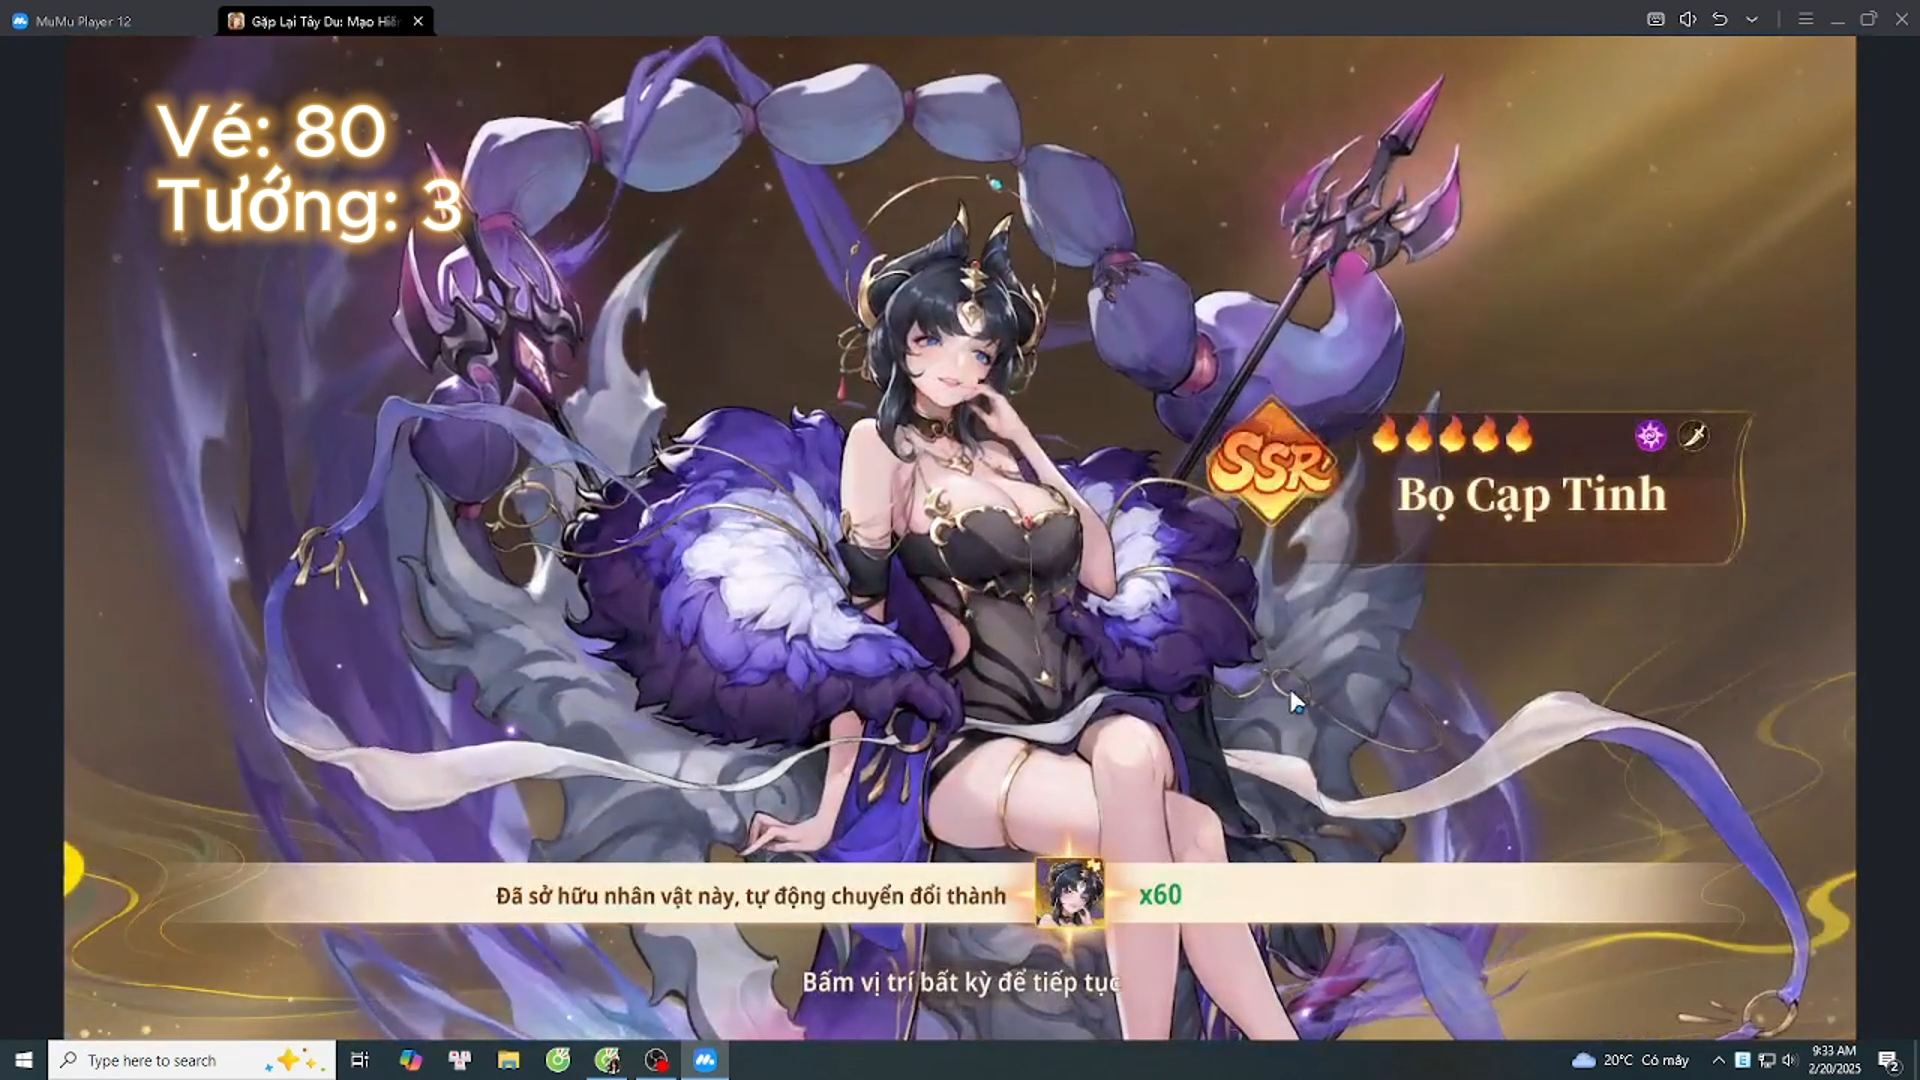 MuMu Player 12
Gặp Lại Tây Du: Mạo Hiểm
Vé: 80
Tướng: 3
SSR
Bọ Cạp Tinh
Đã sở hữu nhân vật này, tự động chuyển đổi thành
x60
Bấm vị trí bất kỳ để tiếp tục
Type here to search
20°C Có mây
9:33 AM
2/20/2025
2